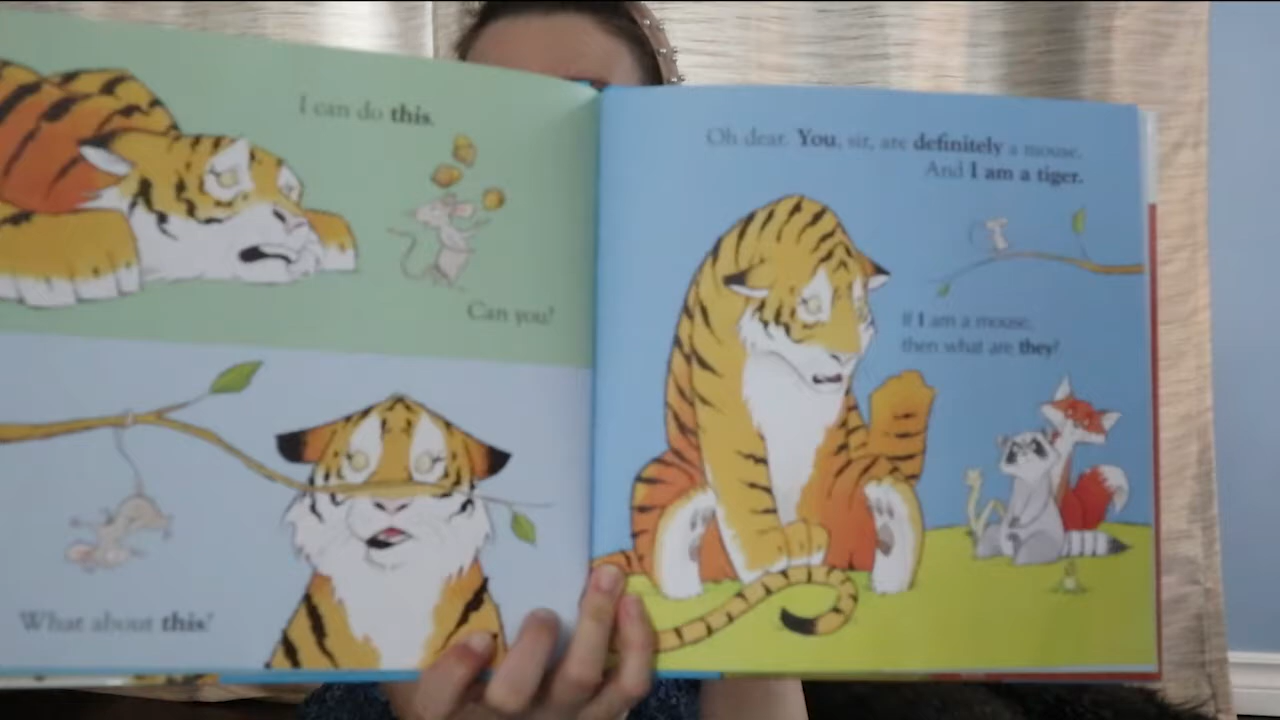 I can do this.
Can you?
What about this?
Oh dear. You, sir, are definitely a mouse.
And I am a tiger.
If I am a mouse,
then what are they?